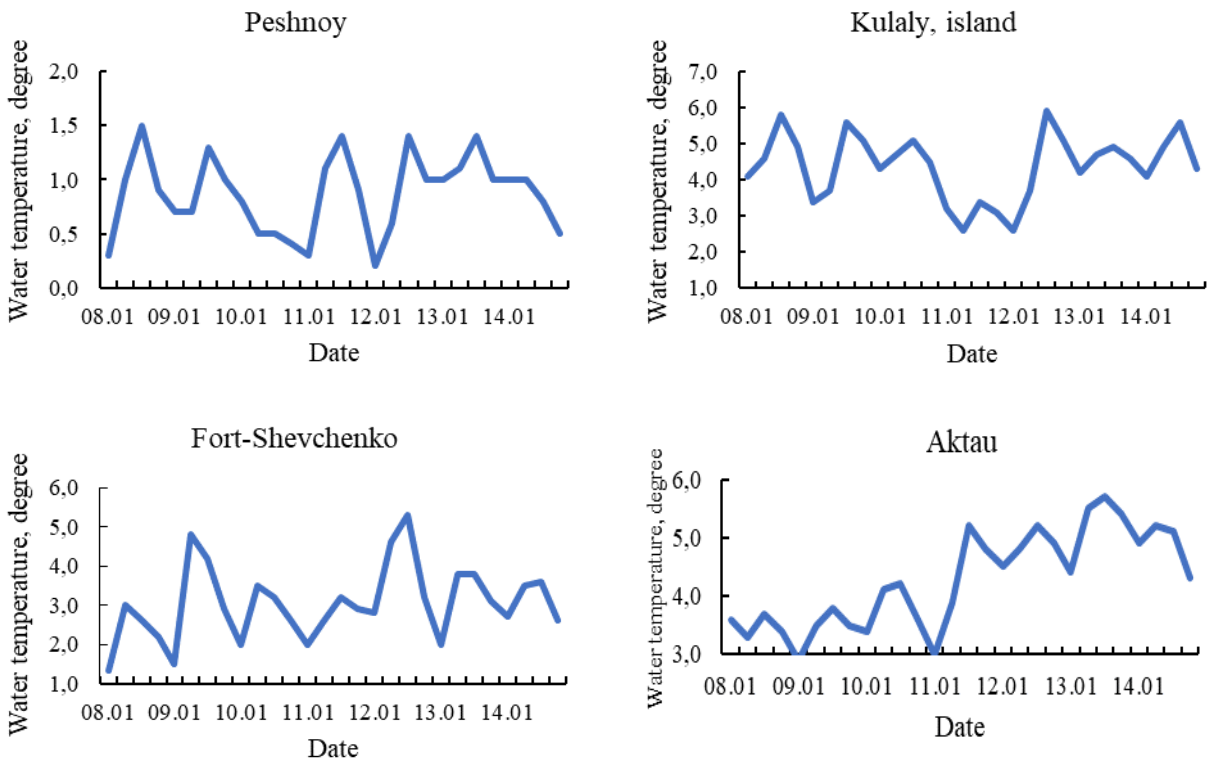 Peshnoy
Water temperature, degree
2,0
1,5
1,0
0,5
0,0
08.01 09.01 10.01 11.01 12.01 13.01 14.01
Date
Kulaly, island
Water temperature, degree
7,0
6,0
5,0
4,0
3,0
2,0
1,0
08.01 09.01 10.01 11.01 12.01 13.01 14.01
Date
Fort-Shevchenko
Water temperature, degree
6,0
5,0
4,0
3,0
2,0
1,0
08.01 09.01 10.01 11.01 12.01 13.01 14.01
Date
Aktau
Water temperature, degree
6,0
5,0
4,0
3,0
08.01 09.01 10.01 11.01 12.01 13.01 14.01
Date